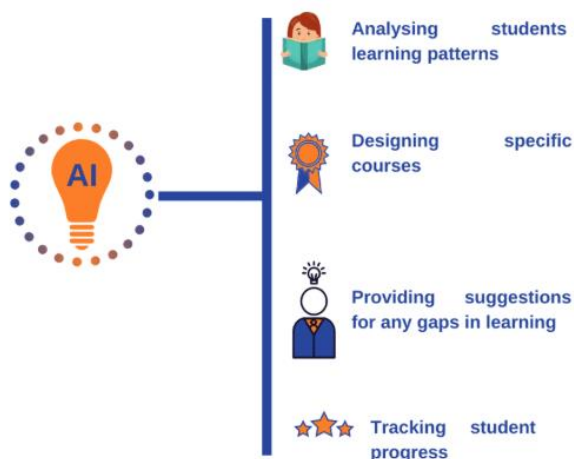 AI
Analysing students
learning patterns
Designing specific
courses
Providing suggestions
for any gaps in learning
Tracking student
progress